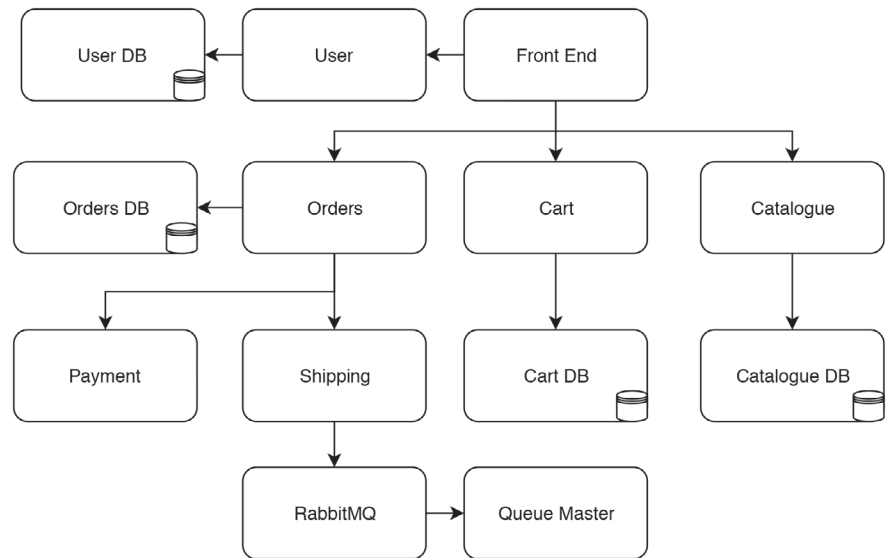 User DB
User
Front End
Orders DB
Orders
Cart
Catalogue
Payment
Shipping
Cart DB
Catalogue DB
RabbitMQ
Queue Master